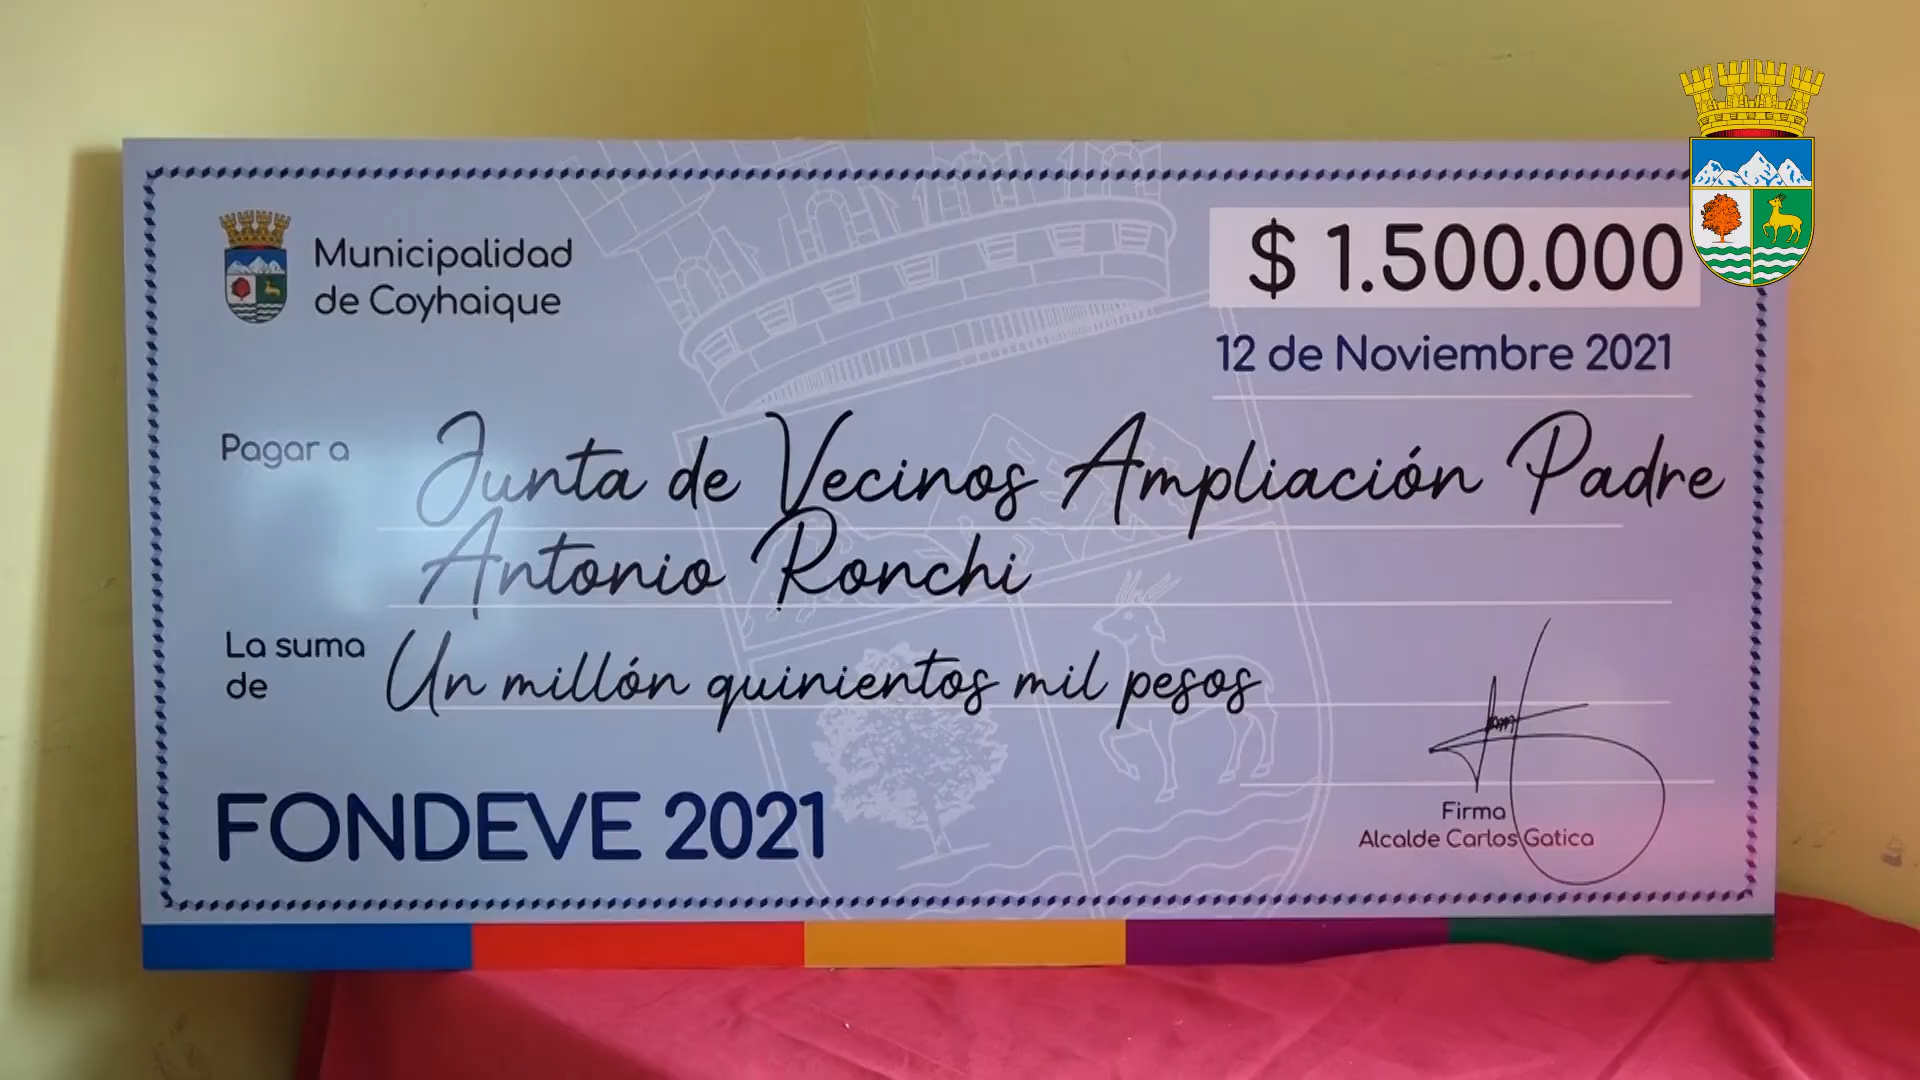 Municipalidad
de Coyhaique
$ 1.500.000
12 de Noviembre 2021
Pagar a
Junta de Vecinos Ampliación Padre
Antonio Ronchi
La suma
de
Un millón quinientos mil pesos
FONDEVE 2021
Firma
Alcalde Carlos Gatica